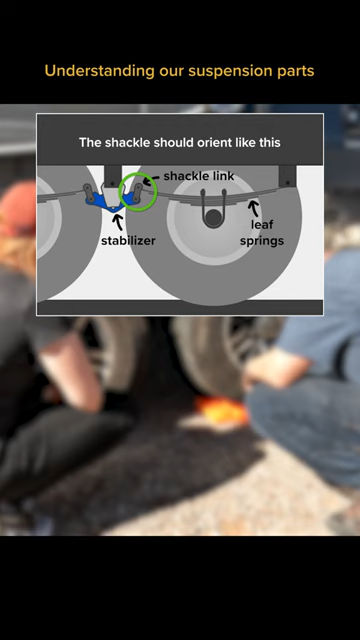 Understanding our suspension parts
The shackle should orient like this
shackle link
stabilizer
leaf
springs